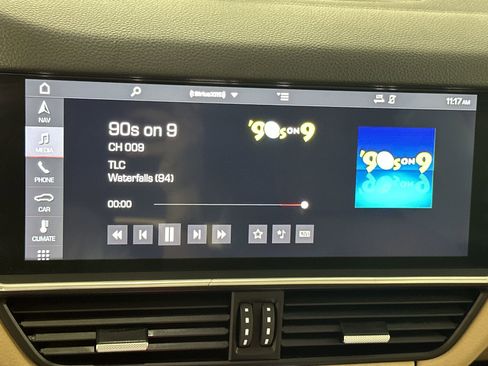 ((SiriusXM))
11:17 AM
NAV
MEDIA
PHONE
CAR
CLIMATE
90s on 9
CH 009
TLC
Waterfalls (94)
00:00
'90s ON 9
'90s ON 9